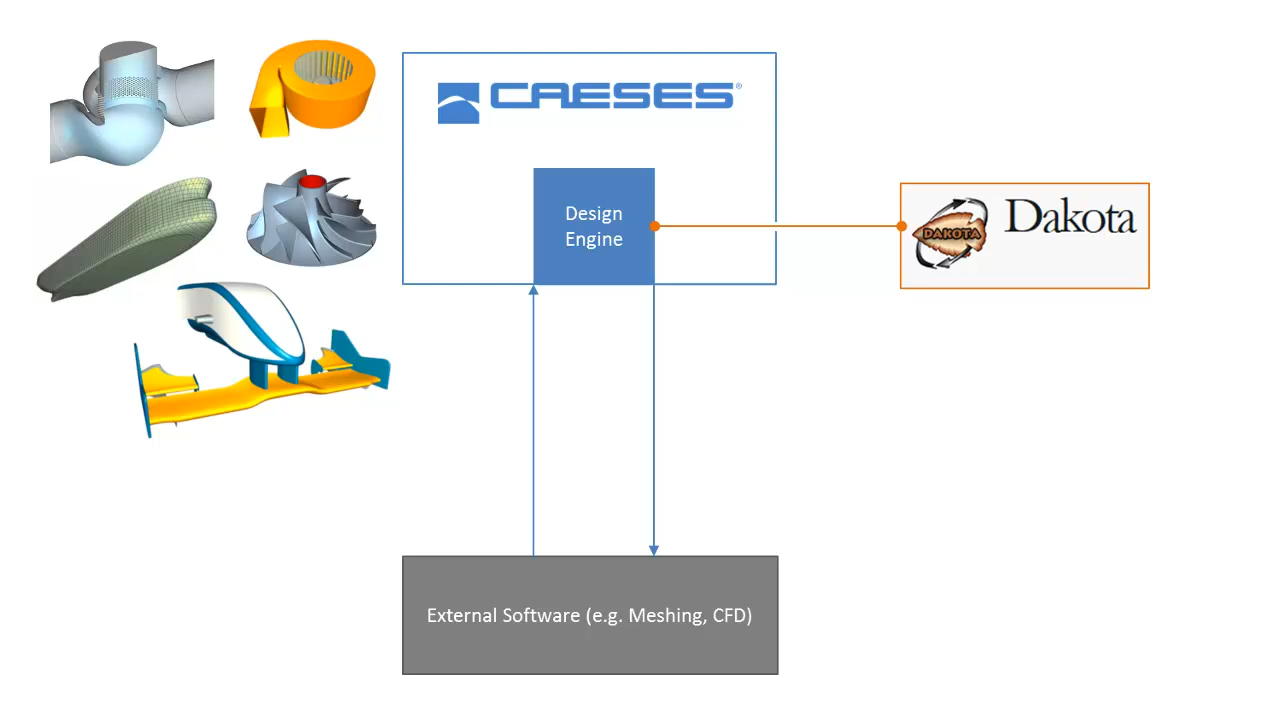 CAESES®
Design
Engine
DAKOTA
Dakota
External Software (e.g. Meshing, CFD)